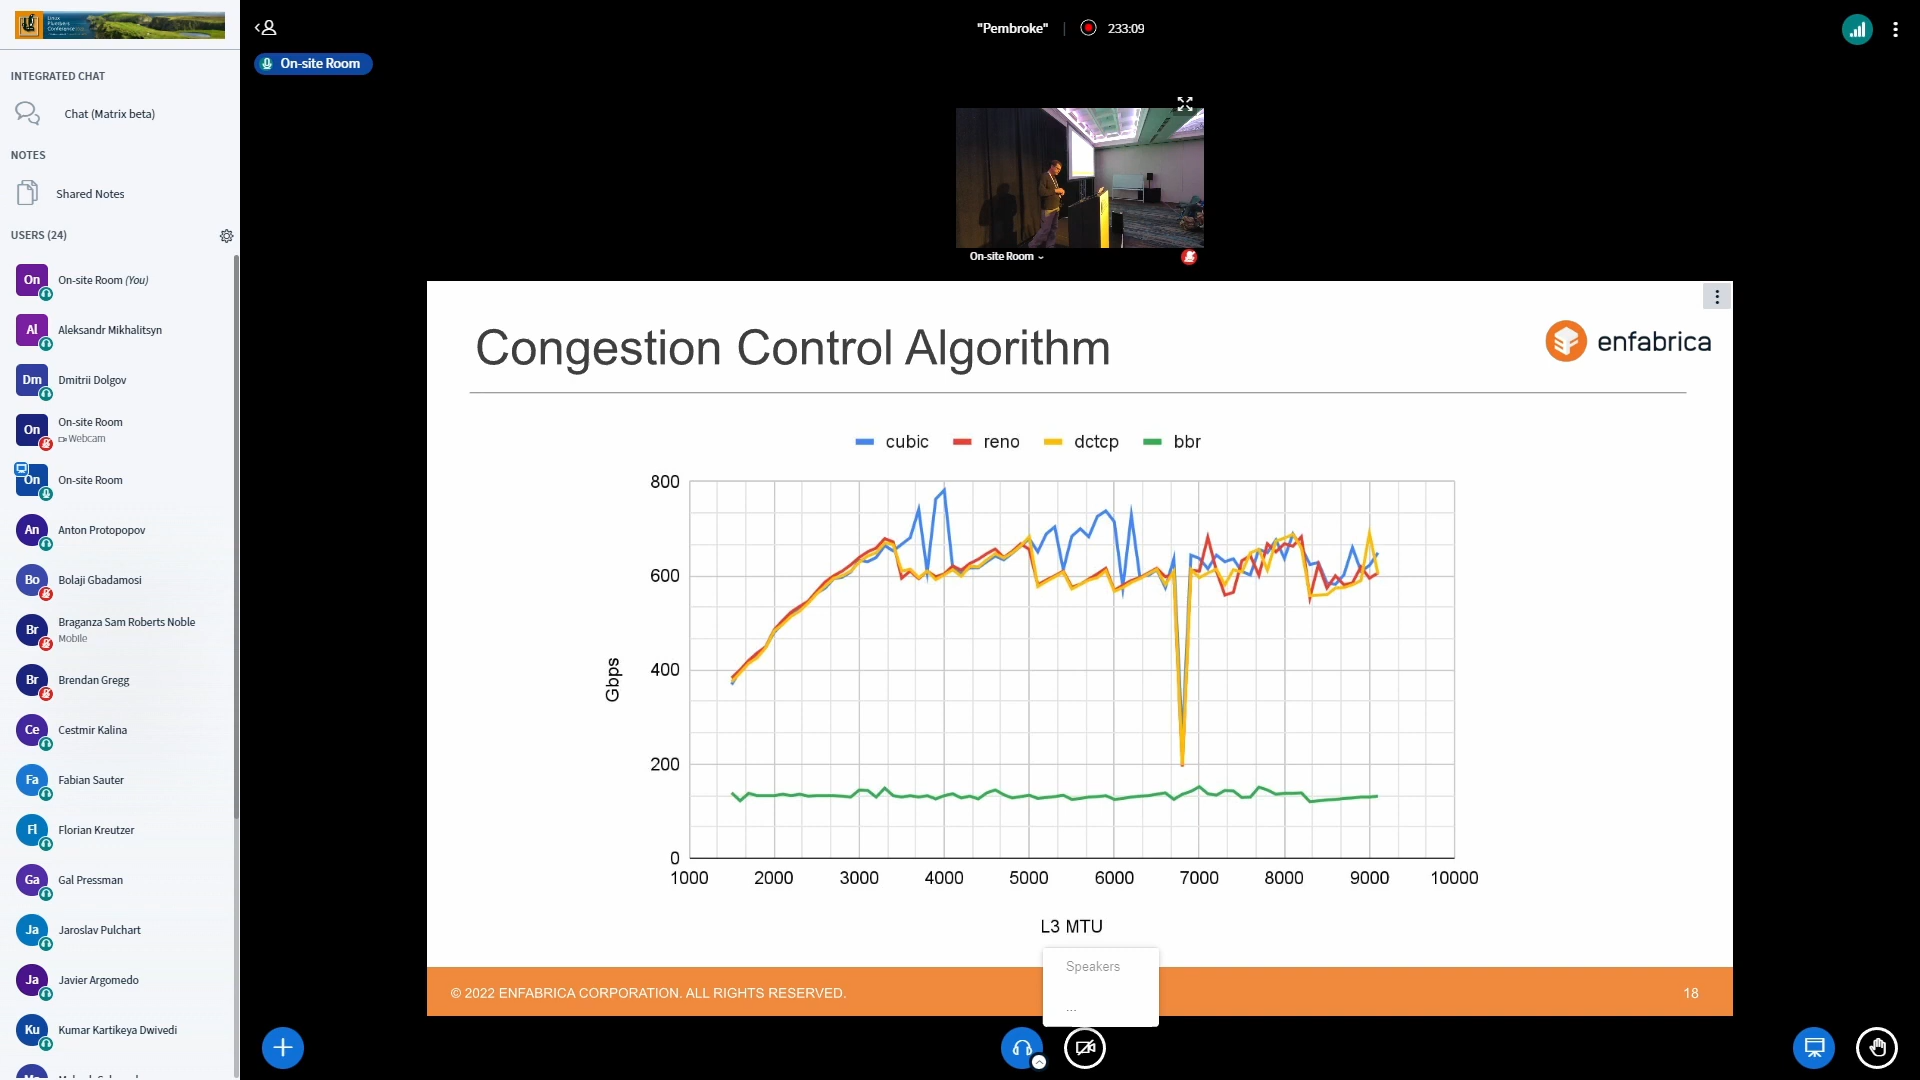 Linux
Plumbers
Conference
INTEGRATED CHAT
Chat (Matrix beta)
NOTES
Shared Notes
USERS (24)
On
On-site Room (You)
Al
Aleksandr Mikhalitsyn
Dm
Dmitrii Dolgov
On
On-site Room
Webcam
On
On-site Room
An
Anton Protopopov
Bo
Bolaji Gbadamosi
Br
Braganza Sam Roberts Noble
Mobile
Br
Brendan Gregg
Ce
Cestmir Kalina
Fa
Fabian Sauter
Fl
Florian Kreutzer
Ga
Gal Pressman
Ja
Jaroslav Pulchart
Ja
Javier Argomedo
Ku
Kumar Kartikeya Dwivedi
"Pembroke"
233:09
On-site Room
On-site Room
Congestion Control Algorithm
enfabrica
cubic reno dctcp bbr
800
600
400
200
0
Gbps
1000 2000 3000 4000 5000 6000 7000 8000 9000 10000
L3 MTU
Speakers
...
© 2022 ENFABRICA CORPORATION. ALL RIGHTS RESERVED.
18